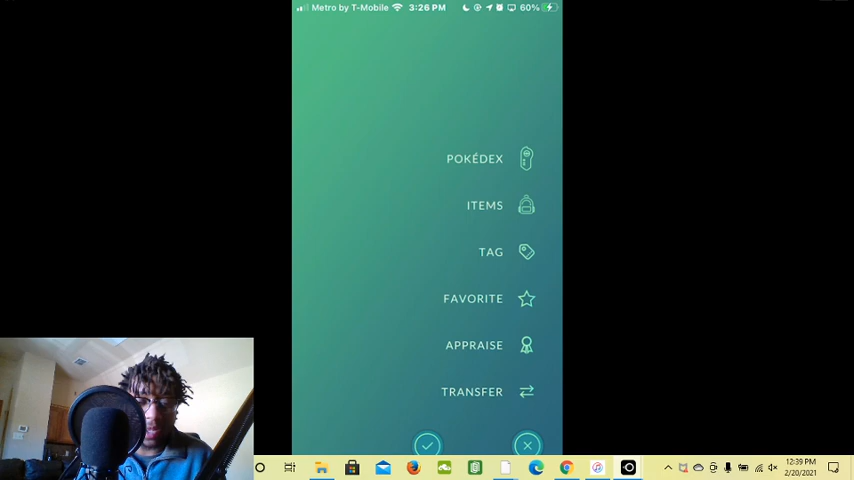 Metro by T-Mobile 3:26 PM 60%
POKÉDEX
ITEMS
TAG
FAVORITE
APPRAISE
TRANSFER
12:39 PM
2/20/2021